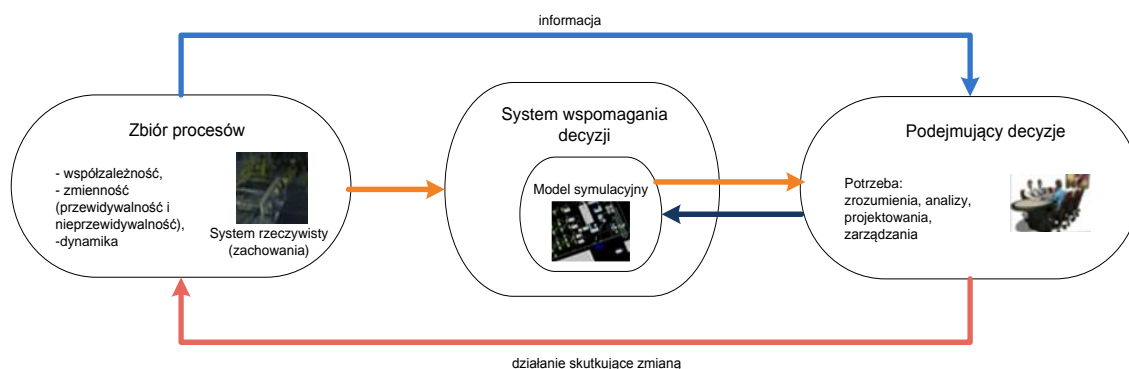 informacja
Zbiór procesów
- współzależność,
- zmienność
(przewidywalność i
nieprzewidywalność),
-dynamika
System rzeczywisty
(zachowania)
System wspomagania
decyzji
Model symulacyjny
Podejmujący decyzje
Potrzeba:
zrozumienia, analizy,
projektowania,
zarządzania
działanie skutkujące zmianą